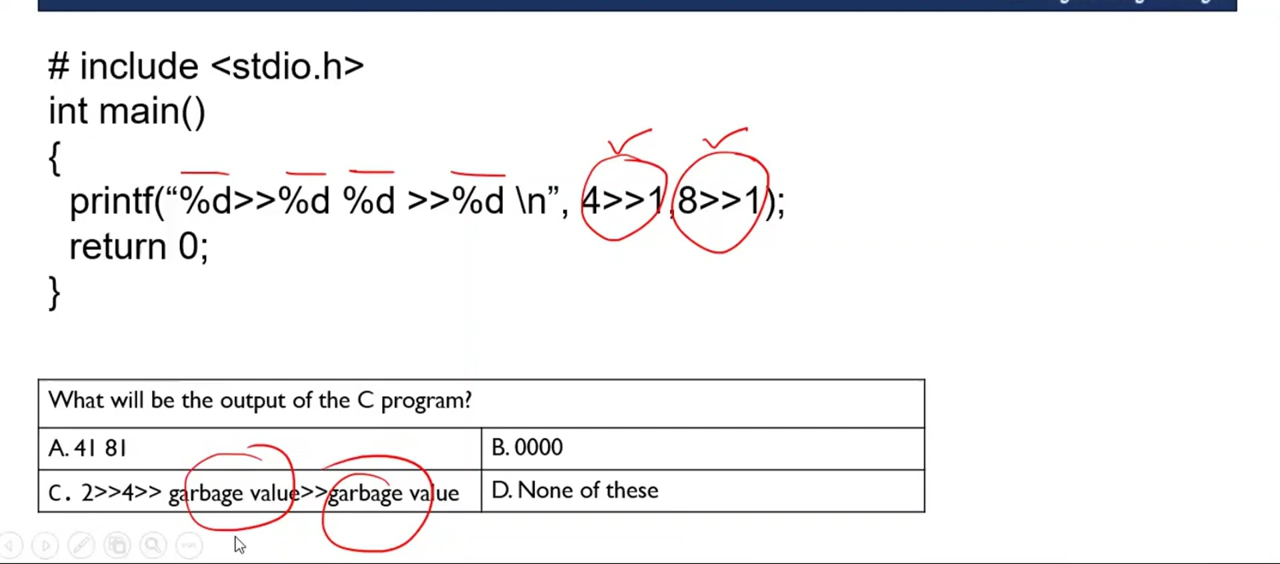 # include <stdio.h>
int main()
{
printf(“%d>>%d %d >>%d \n”, 4>>1,8>>1);
return 0;
}
What will be the output of the C program?
A. 41 81
B. 0000
C. 2>>4>> garbage value>>garbage value
D. None of these